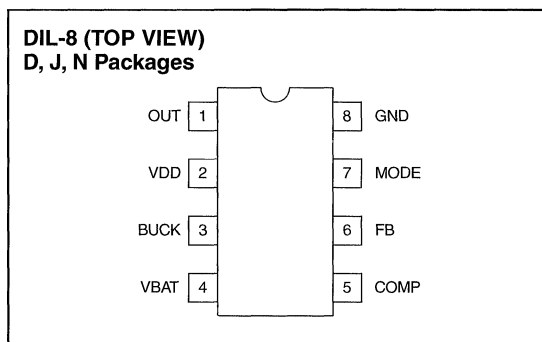 DIL-8 (TOP VIEW)
D, J, N Packages
OUT 1 8 GND
VDD 2 7 MODE
BUCK 3 6 FB
VBAT 4 5 COMP